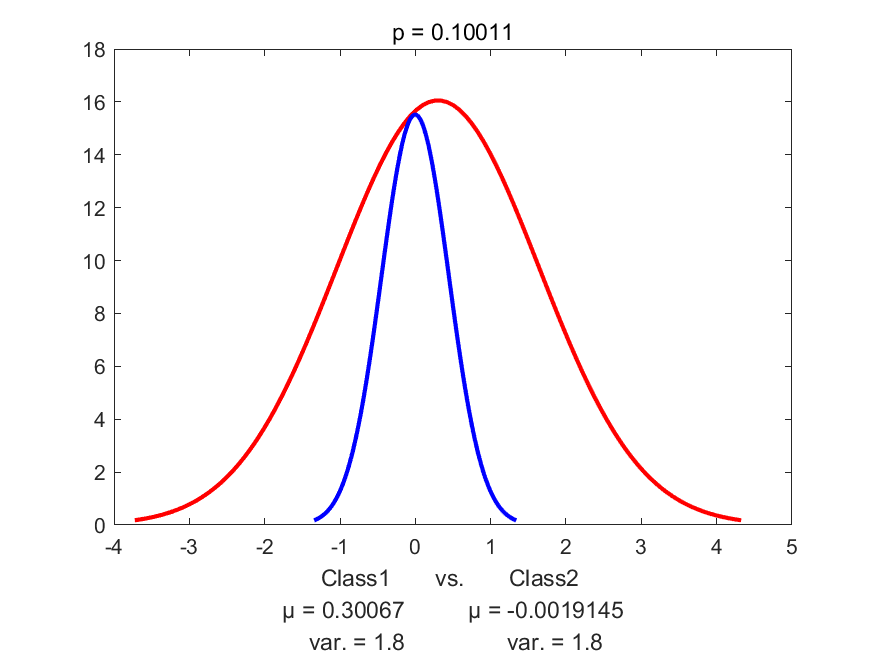 p = 0.10011
18
16
14
12
10
8
6
4
2
0
-4 -3 -2 -1 0 1 2 3 4 5
Class1 vs. Class2
μ = 0.30067 μ = -0.0019145
var. = 1.8 var. = 1.8